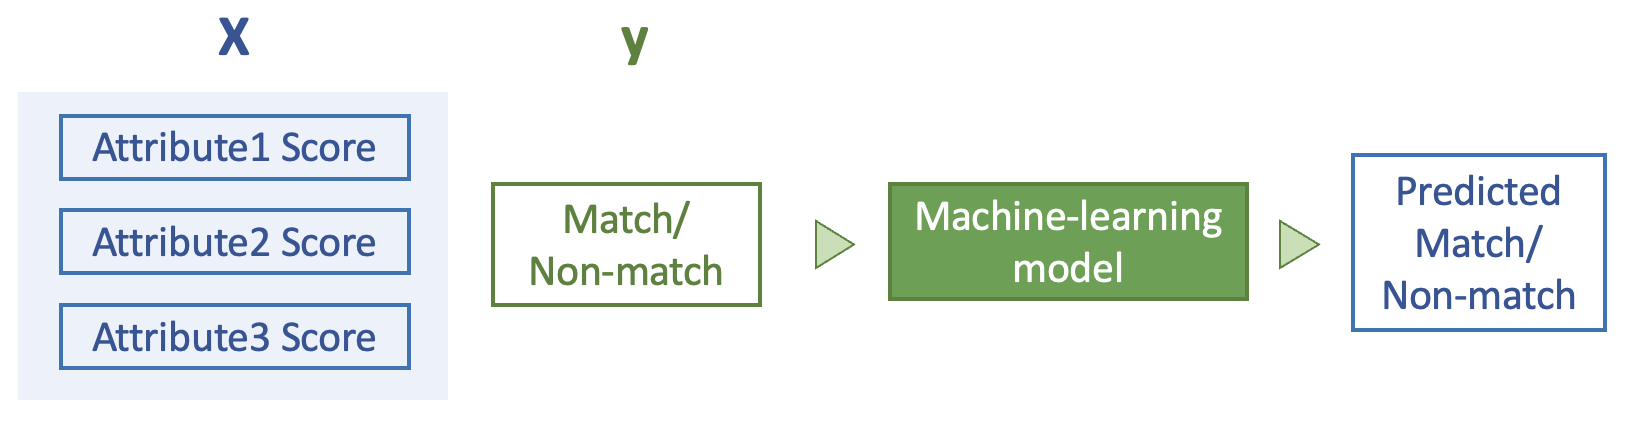 X
y
Attribute1 Score
Attribute2 Score
Attribute3 Score
Match/
Non-match
Machine-learning
model
Predicted
Match/
Non-match